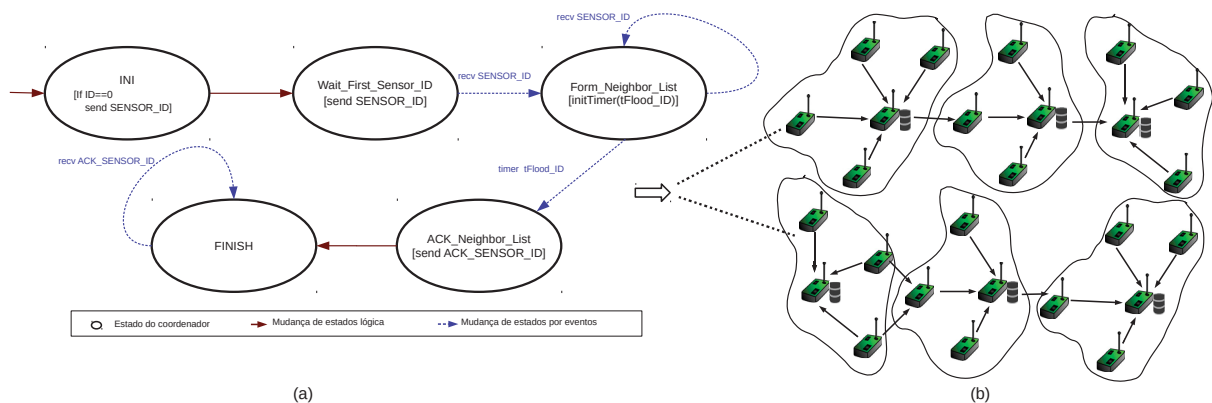 recv SENSOR_ID
INI
[If ID==0
send SENSOR_ID]
Wait_First_Sensor_ID
[send SENSOR_ID]
recv SENSOR_ID
Form_Neighbor_List
[initTimer(tFlood_ID)]
recv ACK_SENSOR_ID
timer tFlood_ID
FINISH
ACK_Neighbor_List
[send ACK_SENSOR_ID]
Estado do coordenador
Mudança de estados lógica
Mudança de estados por eventos
(a)
(b)